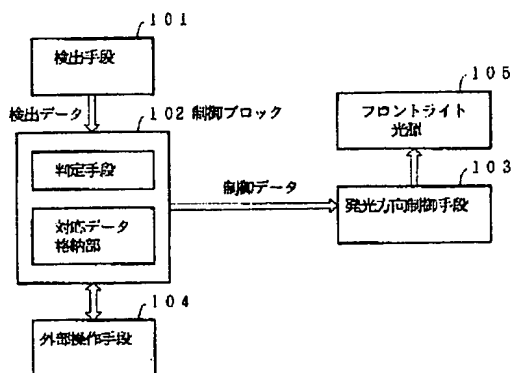 １０１
検出手段
検出データ
１０２ 制御ブロック
判定手段
対応データ
格納部
制御データ
１０５
フロントライト
光源
１０３
発光方向制御手段
１０４
外部操作手段